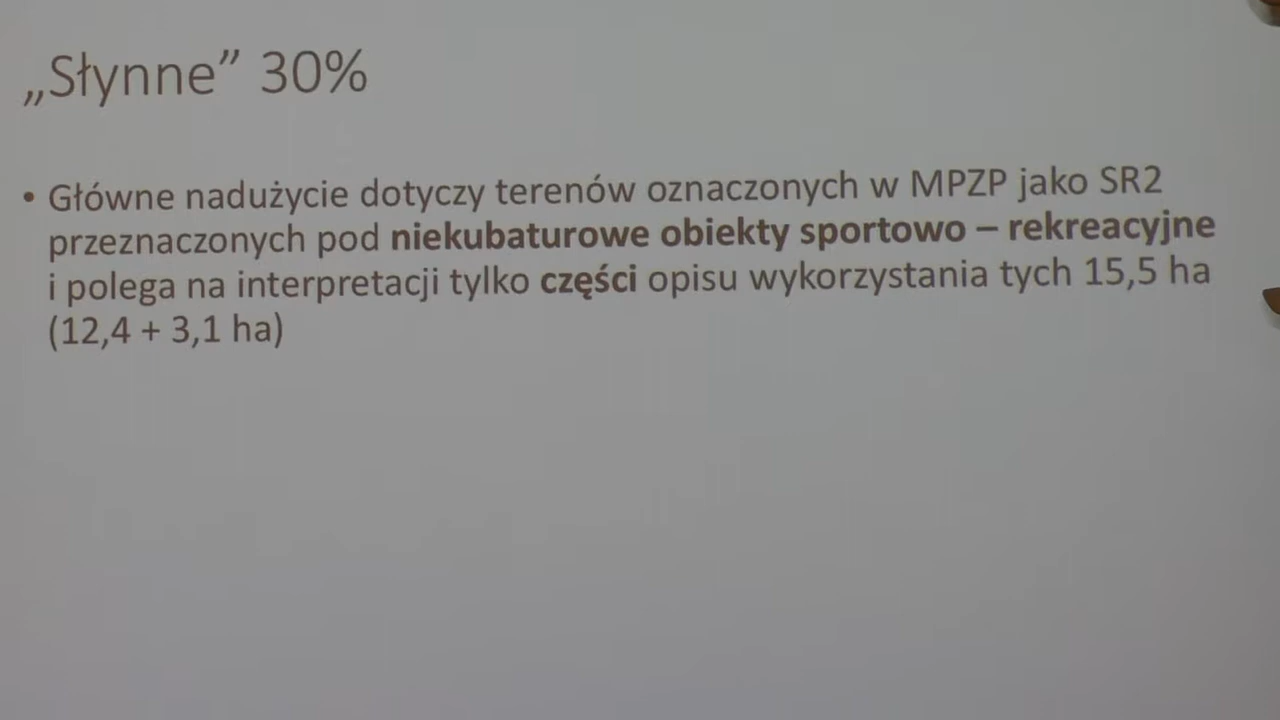 „Słynne” 30%
• Główne nadużycie dotyczy terenów oznaczonych w MPZP jako SR2
przeznaczonych pod niekubaturowe obiekty sportowo – rekreacyjne
i polega na interpretacji tylko części opisu wykorzystania tych 15,5 ha
(12,4 + 3,1 ha)